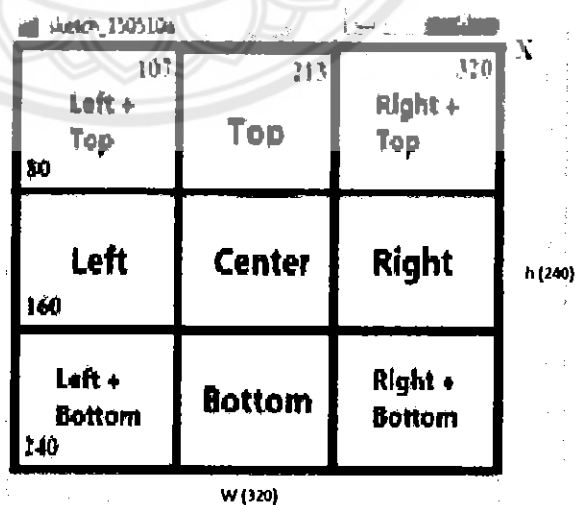 sketch_150510a
X
107 213 320
Left +
Top
Top
Right +
Top
80
Left
Center
Right
h (240)
160
Left +
Bottom
Bottom
Right +
Bottom
240
W (320)